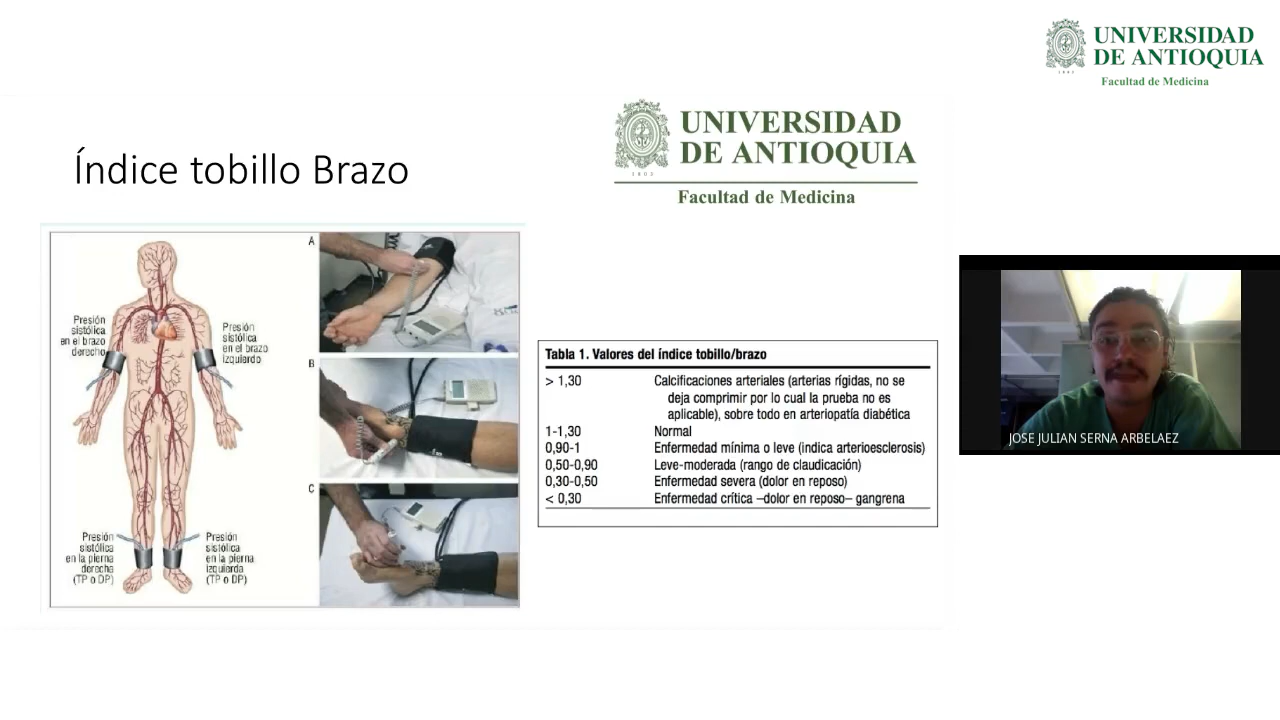 UNIVERSIDAD
DE ANTIOQUIA
1803
Facultad de Medicina
UNIVERSIDAD
DE ANTIOQUIA
1803
Facultad de Medicina
Índice tobillo Brazo
A
B
C
Presión
sistólica
en el brazo
derecho
Presión
sistólica
en el brazo
izquierdo
Presión
sistólica
en la pierna
derecha
(TP o DP)
Presión
sistólica
en la pierna
izquierda
(TP o DP)
Tabla 1. Valores del índice tobillo/brazo
> 1,30 Calcificaciones arteriales (arterias rígidas, no se
deja comprimir por lo cual la prueba no es
aplicable), sobre todo en arteriopatía diabética
1-1,30 Normal
0,90-1 Enfermedad mínima o leve (indica arterioesclerosis)
0,50-0,90 Leve-moderada (rango de claudicación)
0,30-0,50 Enfermedad severa (dolor en reposo)
< 0,30 Enfermedad crítica –dolor en reposo– gangrena
JOSE JULIAN SERNA ARBELAEZ